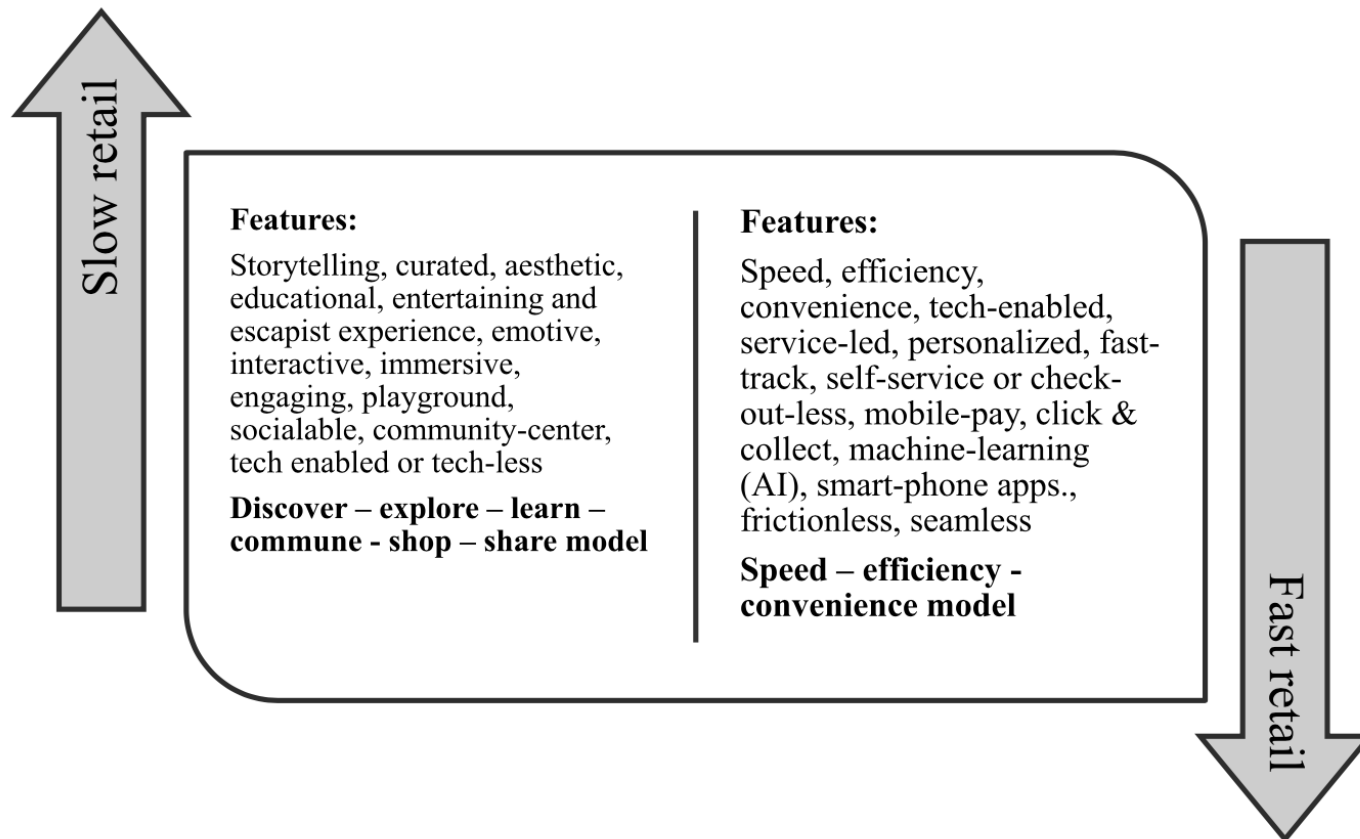 Slow retail
Features:
Storytelling, curated, aesthetic,
educational, entertaining and
escapist experience, emotive,
interactive, immersive,
engaging, playground,
socialable, community-center,
tech enabled or tech-less
Discover – explore – learn –
commune - shop – share model
Features:
Speed, efficiency,
convenience, tech-enabled,
service-led, personalized, fast-
track, self-service or check-
out-less, mobile-pay, click &
collect, machine-learning
(AI), smart-phone apps.,
frictionless, seamless
Speed – efficiency -
convenience model
Fast retail